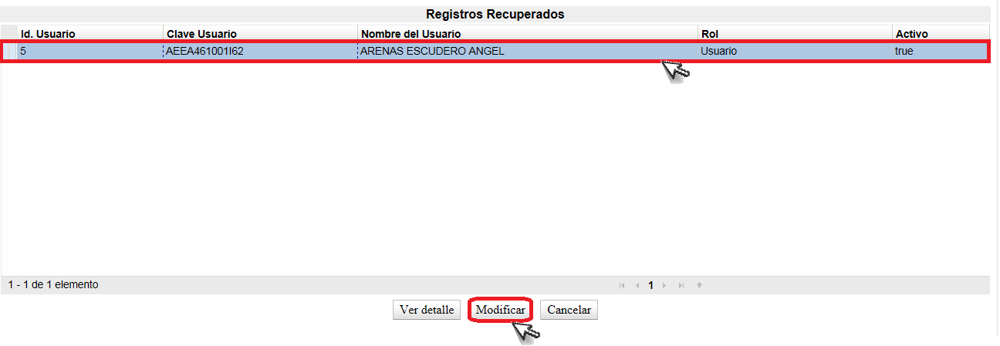 Registros Recuperados
Id. Usuario Clave Usuario Nombre del Usuario Rol Activo
5 AEEA461001I62 ARENAS ESCUDERO ANGEL Usuario true
1 - 1 de 1 elemento 1
Ver detalle Modificar Cancelar